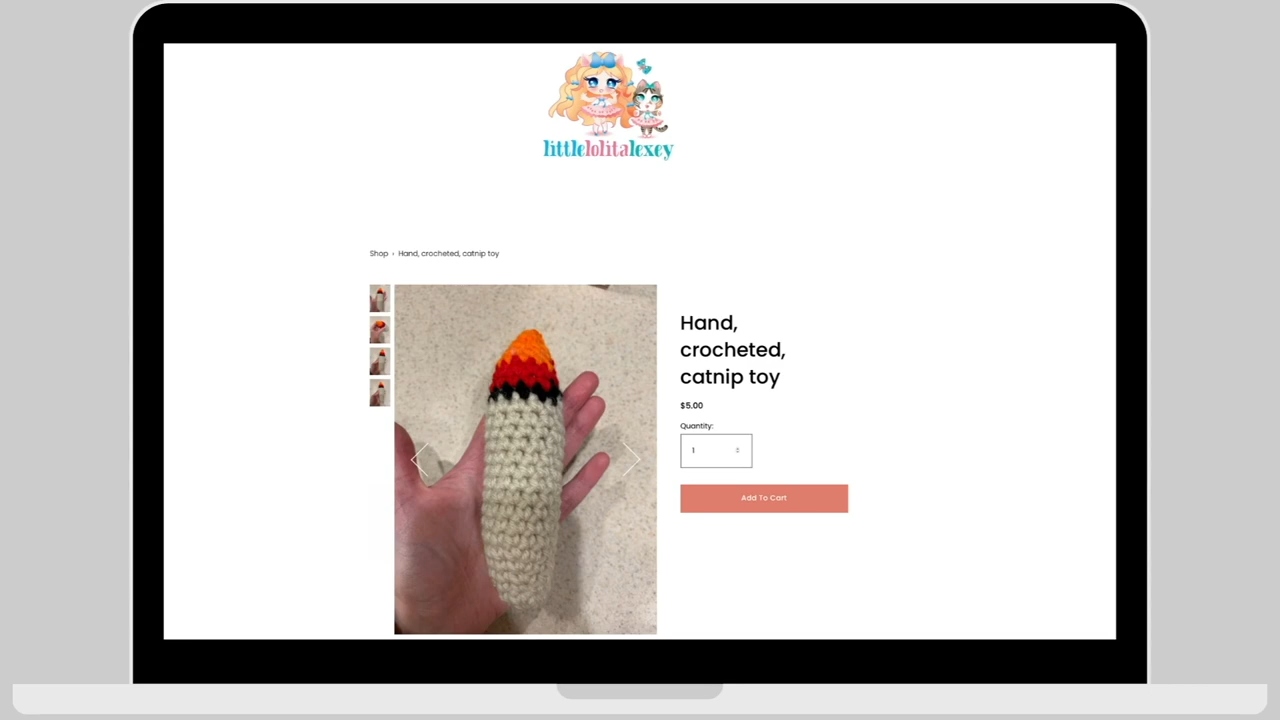 littlelolitalexey
Shop › Hand, crocheted, catnip toy
Hand,
crocheted,
catnip toy
$5.00
Quantity:
1
Add To Cart